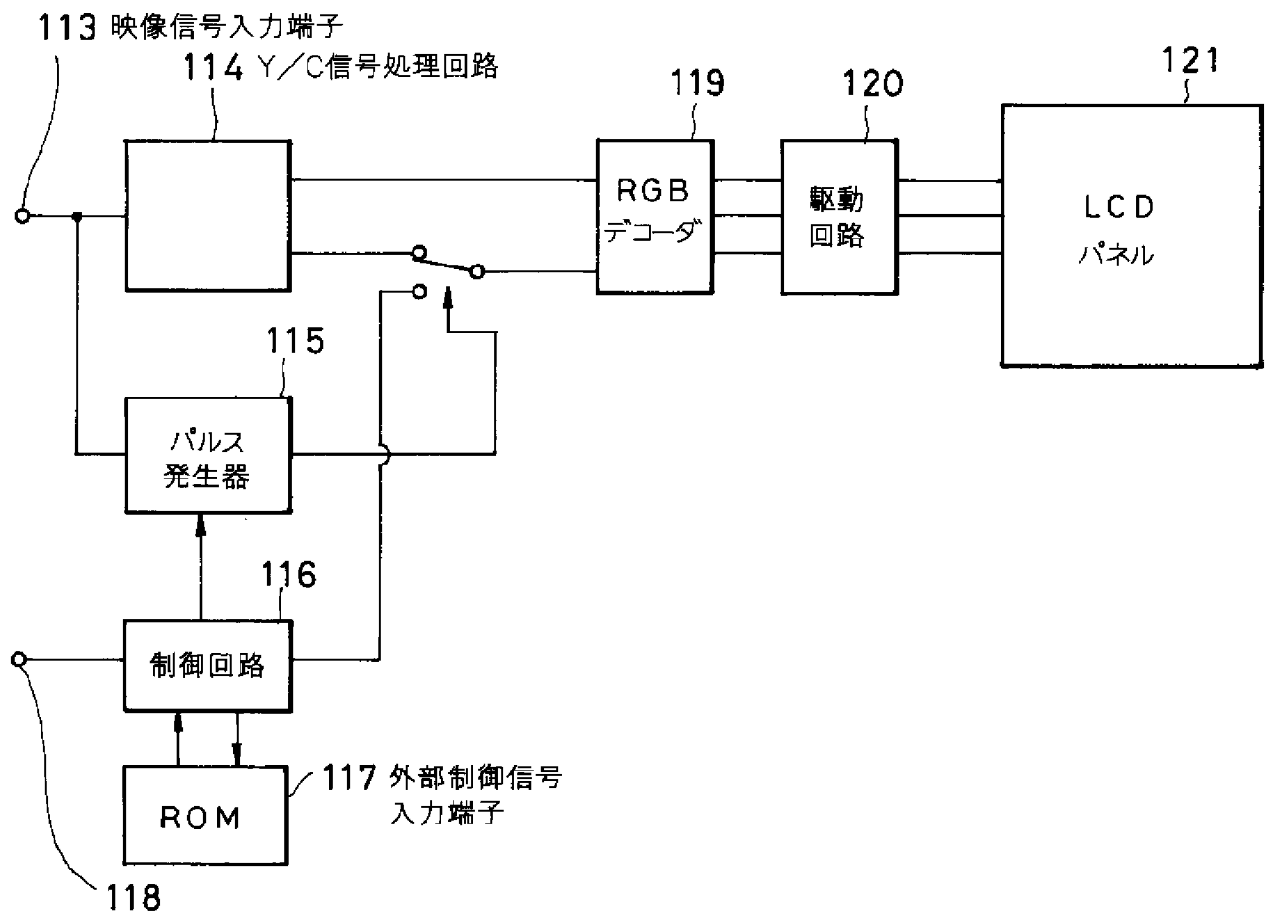 113 映像信号入力端子
114 Y/C信号処理回路
119
120
121
RGB
デコーダ
駆動
回路
LCD
パネル
115
パルス
発生器
116
制御回路
117 外部制御信号
入力端子
ROM
118